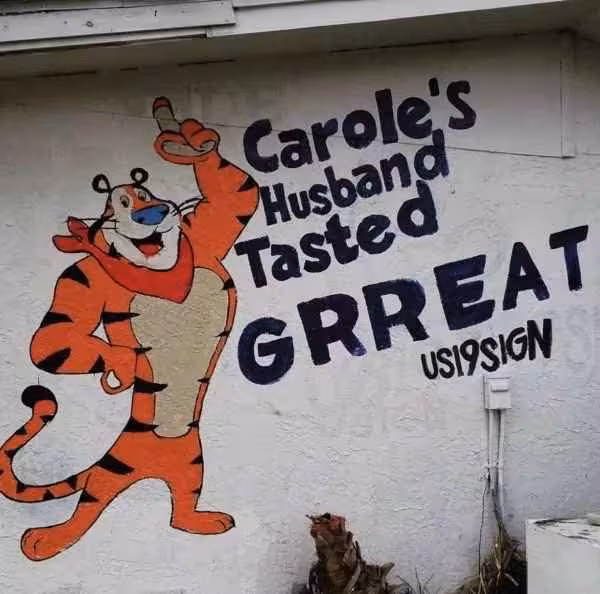 Carole's
Husband
Tasted
GRREAT
US19SIGN